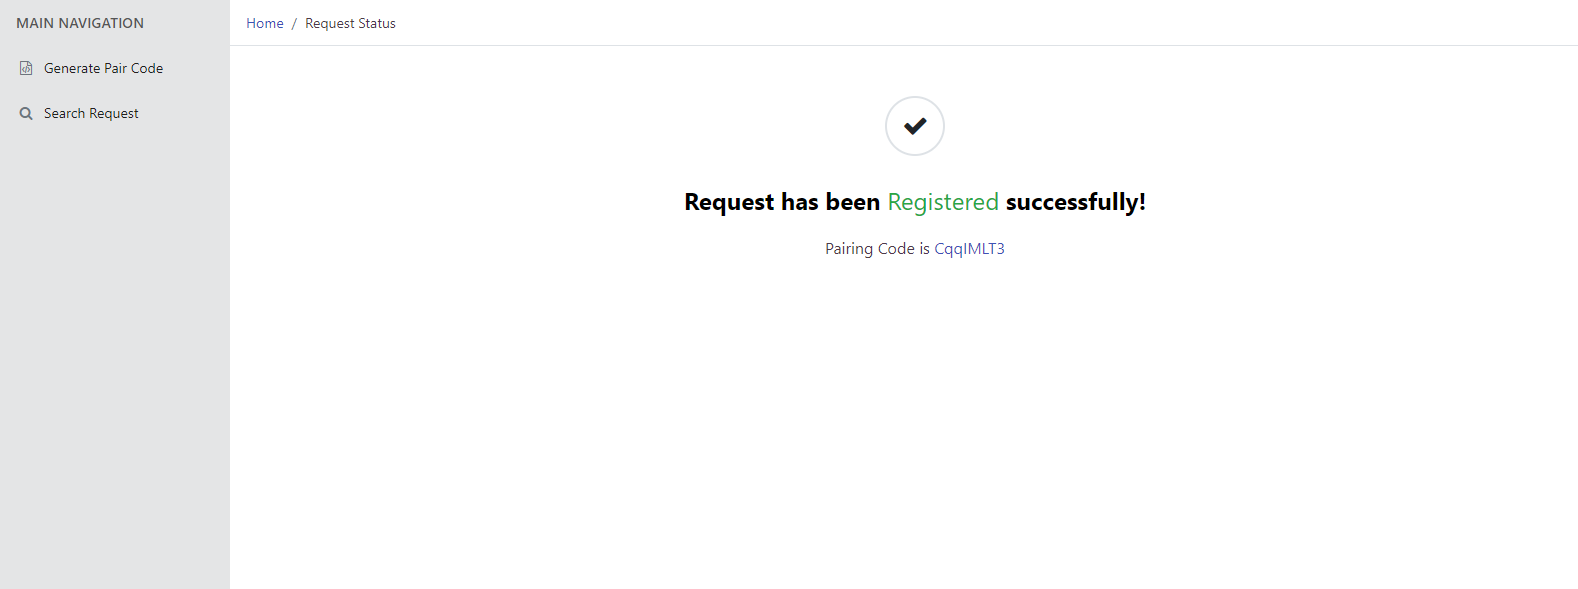 MAIN NAVIGATION
Generate Pair Code
Search Request
Home / Request Status
Request has been Registered successfully!
Pairing Code is CqqIMLT3